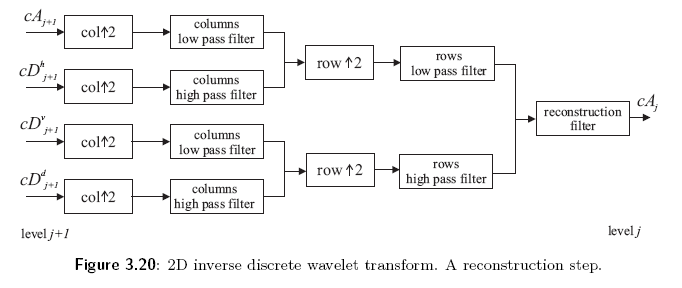 cA_{j+1}
col↑2
columns
low pass filter
cD^h_{j+1}
col↑2
columns
high pass filter
row ↑2
rows
low pass filter
cD^v_{j+1}
col↑2
columns
low pass filter
cD^d_{j+1}
col↑2
columns
high pass filter
row ↑2
rows
high pass filter
reconstruction
filter
cA_j
level j+1
level j
Figure 3.20: 2D inverse discrete wavelet transform. A reconstruction step.